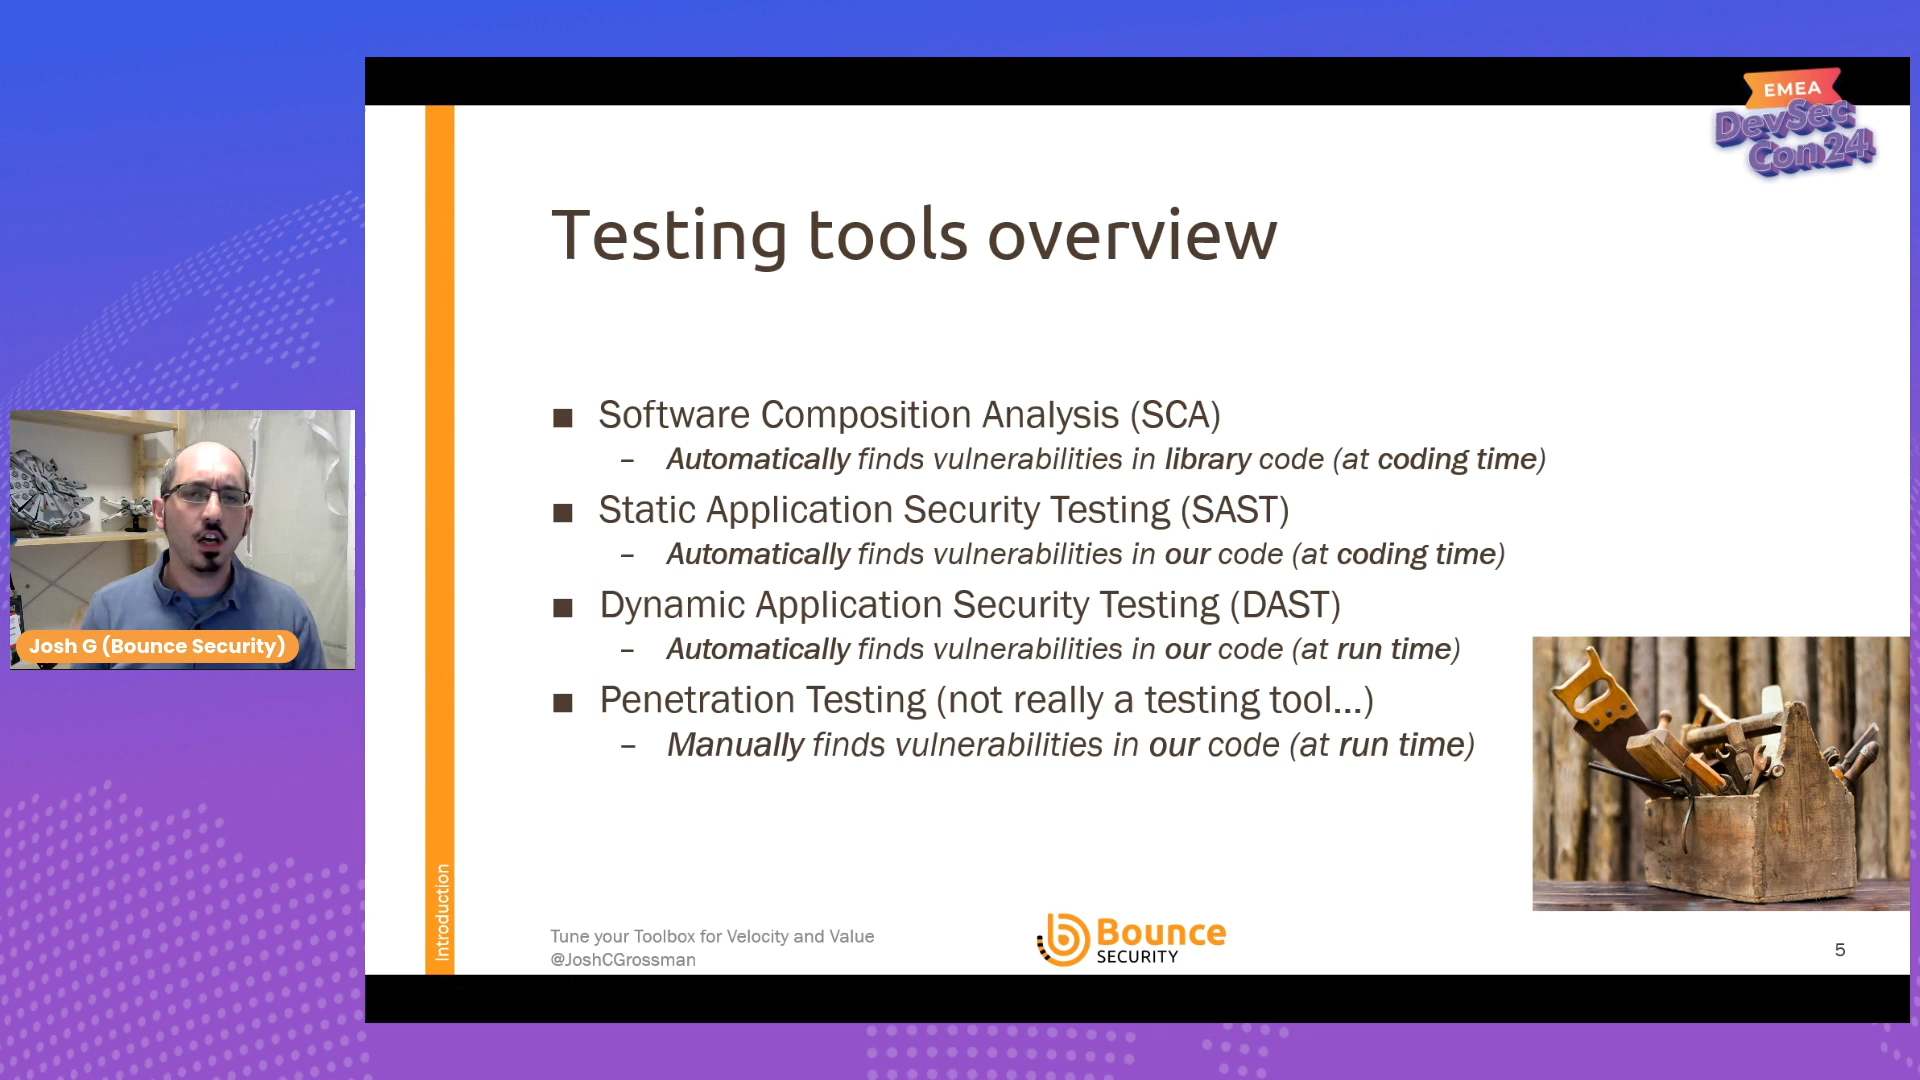 EMEA
DevSec
Con24
Testing tools overview
■ Software Composition Analysis (SCA)
– Automatically finds vulnerabilities in library code (at coding time)
■ Static Application Security Testing (SAST)
– Automatically finds vulnerabilities in our code (at coding time)
■ Dynamic Application Security Testing (DAST)
– Automatically finds vulnerabilities in our code (at run time)
■ Penetration Testing (not really a testing tool...)
– Manually finds vulnerabilities in our code (at run time)
Josh G (Bounce Security)
Introduction
Tune your Toolbox for Velocity and Value
@JoshCGrossman
Bounce
SECURITY
5